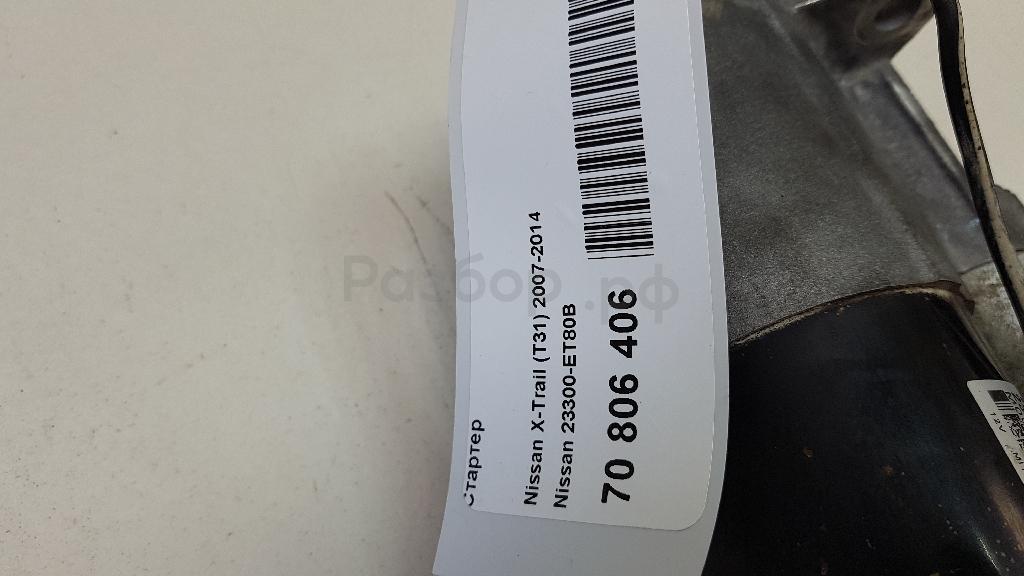 Стартер
Nissan X-Trail (T31) 2007-2014
Nissan 23300-ET80B
70 806 406
Разбор.рф